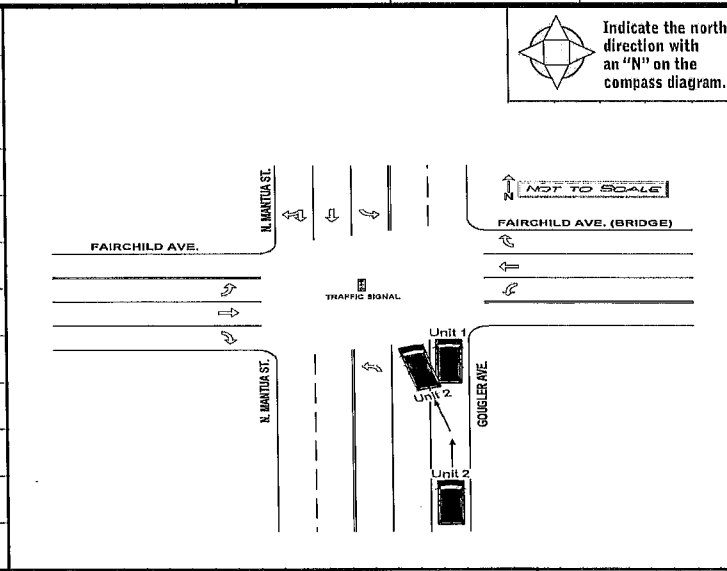 Indicate the north
direction with
an "N" on the
compass diagram.
N. MANTUA ST.
N
NOT TO SCALE
FAIRCHILD AVE. (BRIDGE)
FAIRCHILD AVE.
TRAFFIC SIGNAL
Unit 1
Unit 2
N. MANTUA ST.
GOUGLER AVE.
Unit 2